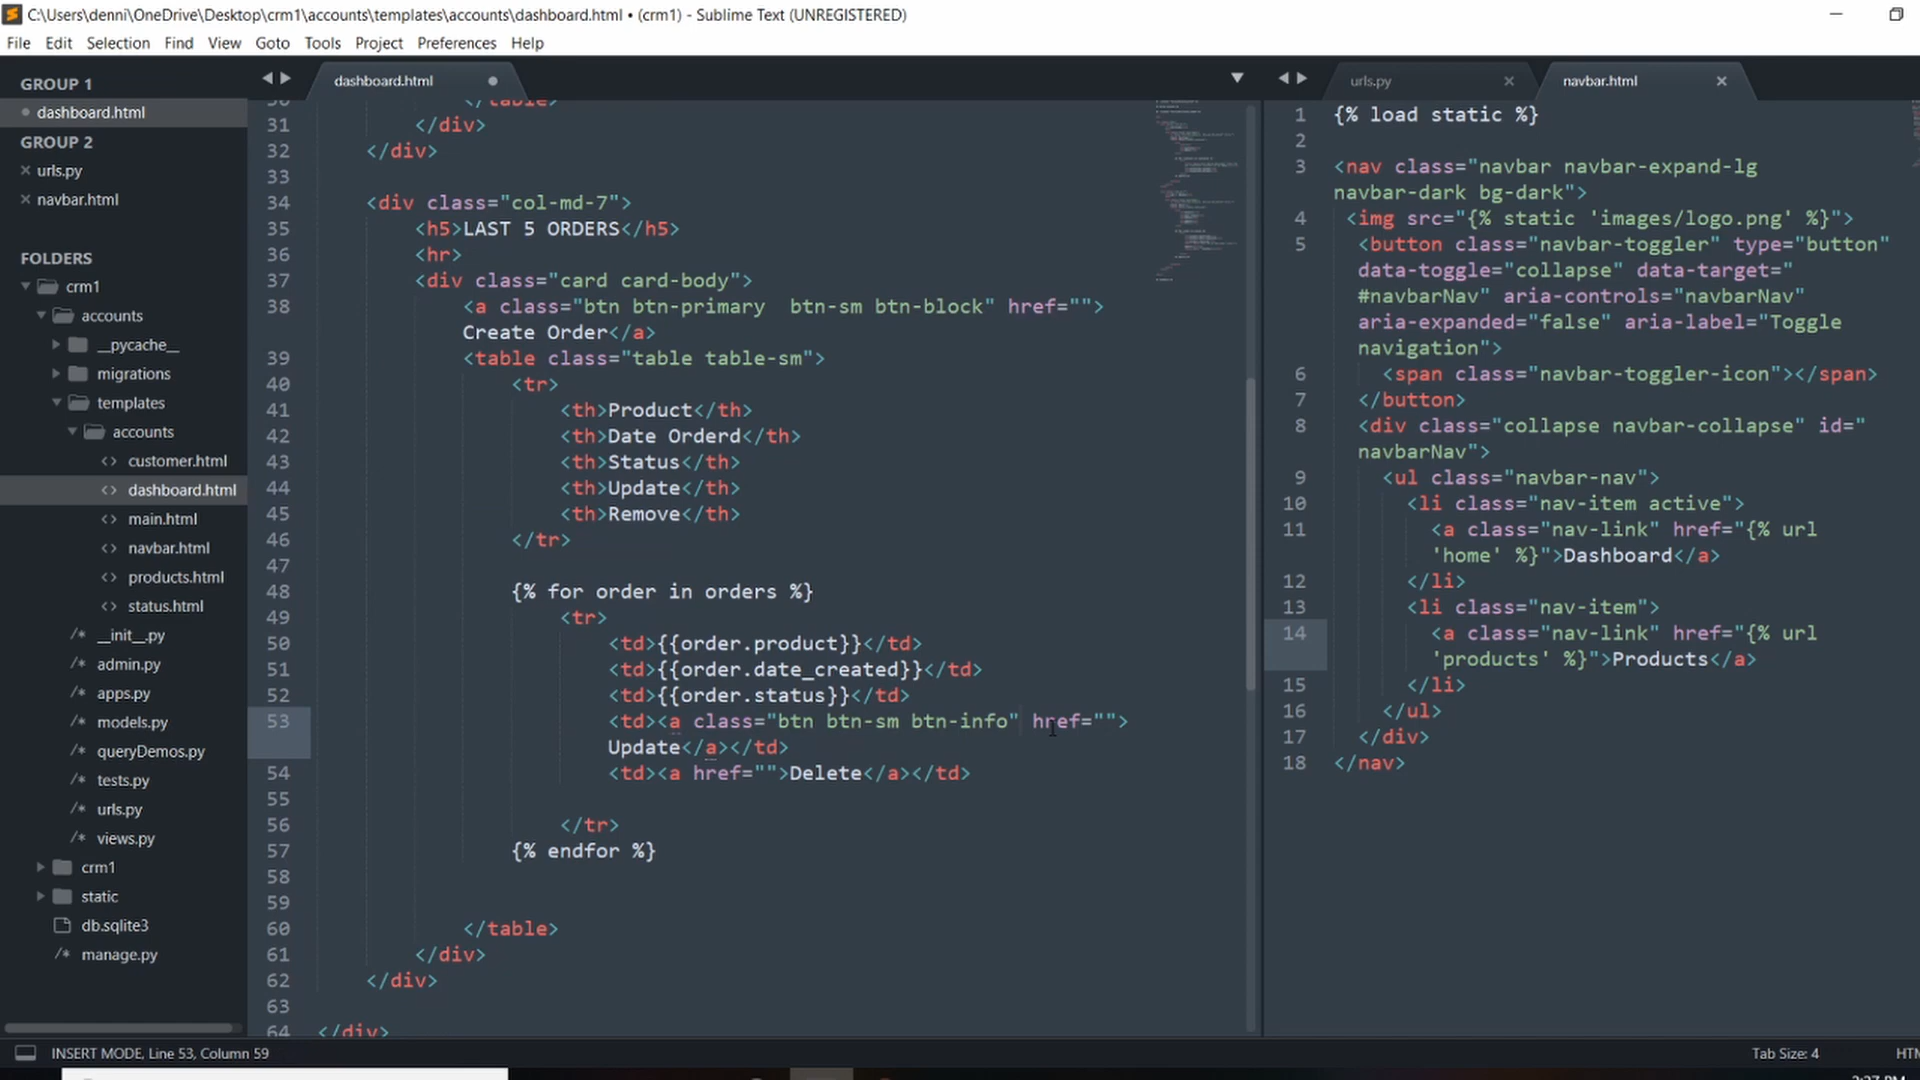 C:\Users\denni\OneDrive\Desktop\crm1\accounts\templates\accounts\dashboard.html • (crm1) - Sublime Text (UNREGISTERED)
File Edit Selection Find View Goto Tools Project Preferences Help
GROUP 1
dashboard.html
GROUP 2
urls.py
navbar.html
FOLDERS
crm1
accounts
__pycache__
migrations
templates
accounts
customer.html
dashboard.html
main.html
navbar.html
products.html
status.html
__init__.py
admin.py
apps.py
models.py
queryDemos.py
tests.py
urls.py
views.py
crm1
static
db.sqlite3
manage.py
dashboard.html
30 </table>
31 </div>
32 </div>
33
34 <div class="col-md-7">
35 <h5>LAST 5 ORDERS</h5>
36 <hr>
37 <div class="card card-body">
38 <a class="btn btn-primary  btn-sm btn-block" href="">
Create Order</a>
39 <table class="table table-sm">
40 <tr>
41 <th>Product</th>
42 <th>Date Orderd</th>
43 <th>Status</th>
44 <th>Update</th>
45 <th>Remove</th>
46 </tr>
47
48 {% for order in orders %}
49 <tr>
50 <td>{{order.product}}</td>
51 <td>{{order.date_created}}</td>
52 <td>{{order.status}}</td>
53 <td><a class="btn btn-sm btn-info" href="">
Update</a></td>
54 <td><a href="">Delete</a></td>
55
56 </tr>
57 {% endfor %}
58
59
60 </table>
61 </div>
62 </div>
63
64 </div>
urls.py navbar.html
1 {% load static %}
2
3 <nav class="navbar navbar-expand-lg
navbar-dark bg-dark">
4 <img src="{% static 'images/logo.png' %}">
5 <button class="navbar-toggler" type="button"
data-toggle="collapse" data-target="
#navbarNav" aria-controls="navbarNav"
aria-expanded="false" aria-label="Toggle
navigation">
6 <span class="navbar-toggler-icon"></span>
7 </button>
8 <div class="collapse navbar-collapse" id="
navbarNav">
9 <ul class="navbar-nav">
10 <li class="nav-item active">
11 <a class="nav-link" href="{% url
'home' %}">Dashboard</a>
12 </li>
13 <li class="nav-item">
14 <a class="nav-link" href="{% url
'products' %}">Products</a>
15 </li>
16 </ul>
17 </div>
18 </nav>
INSERT MODE, Line 53, Column 59
Tab Size: 4